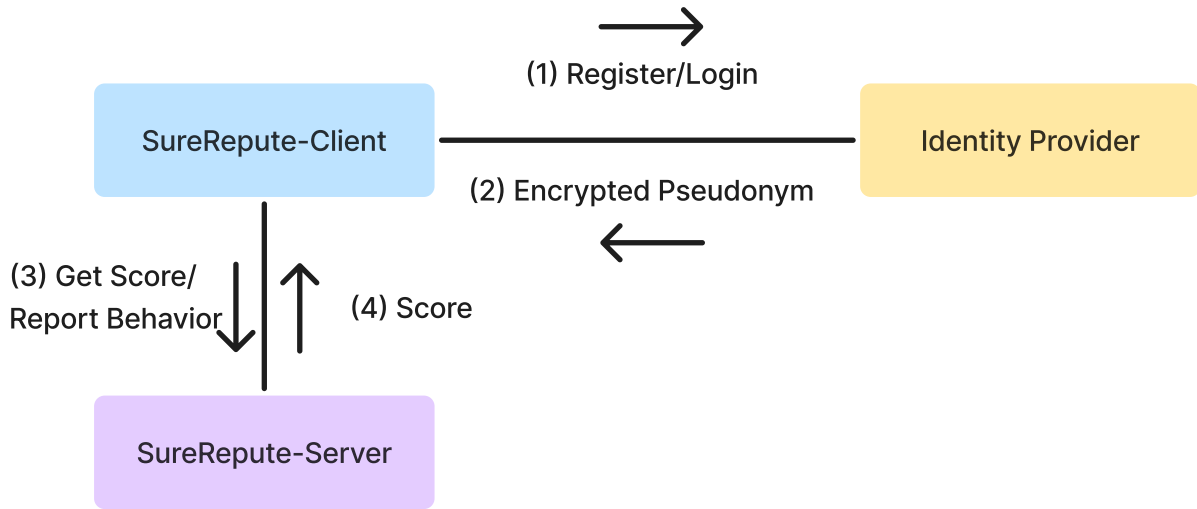 (1) Register/Login
SureRepute-Client
Identity Provider
(2) Encrypted Pseudonym
(3) Get Score/
Report Behavior
(4) Score
SureRepute-Server